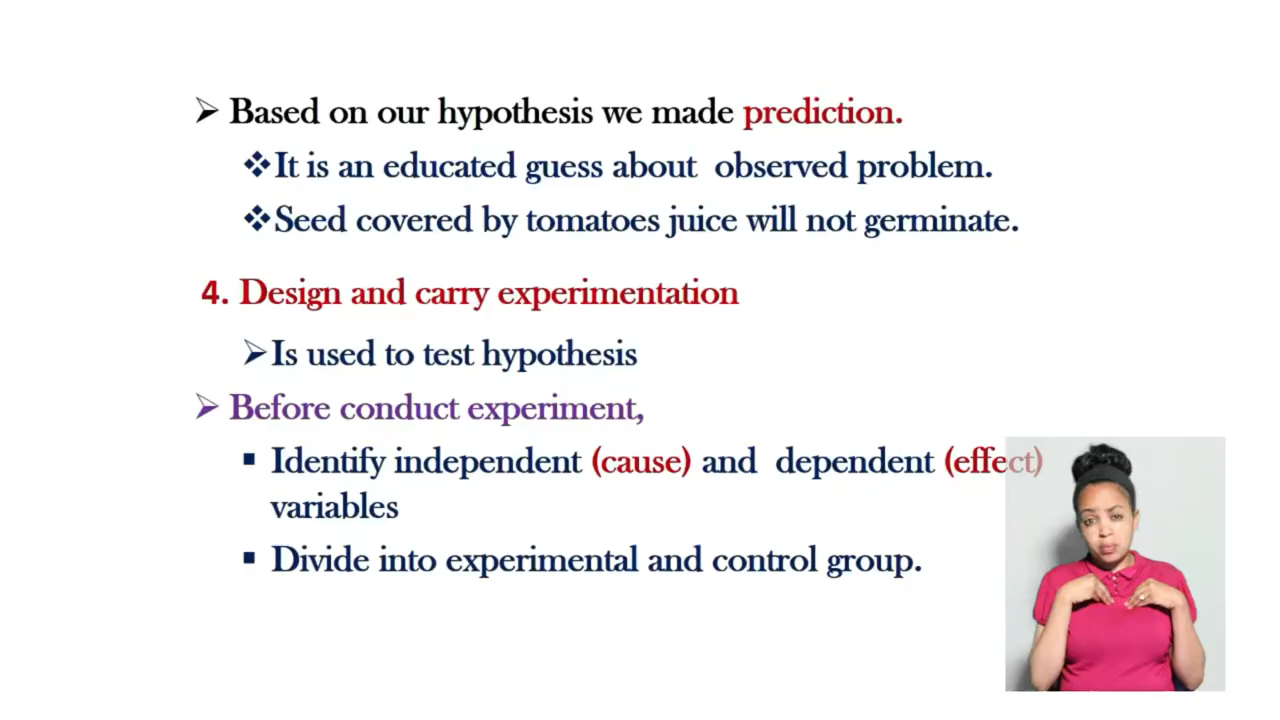 ➢ Based on our hypothesis we made prediction.
❖It is an educated guess about observed problem.
❖Seed covered by tomatoes juice will not germinate.
4. Design and carry experimentation
➢Is used to test hypothesis
➢ Before conduct experiment,
▪ Identify independent (cause) and dependent (effect)
variables
▪ Divide into experimental and control group.